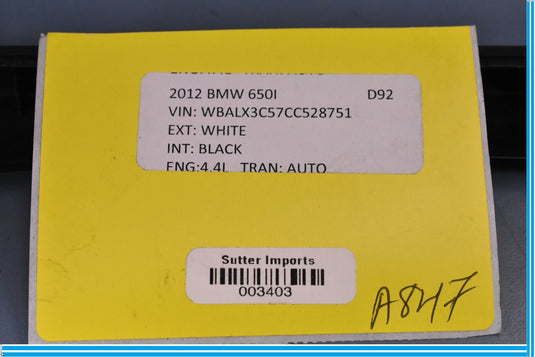 2012 BMW 650I D92
VIN: WBALX3C57CC528751
EXT: WHITE
INT: BLACK
ENG:4.4L TRAN: AUTO
Sutter Imports
003403
A847